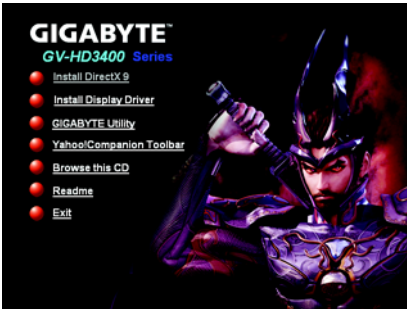 GIGABYTE™
GV-HD3400 Series
Install DirectX 9
Install Display Driver
GIGABYTE Utility
Yahoo!Companion Toolbar
Browse this CD
Readme
Exit